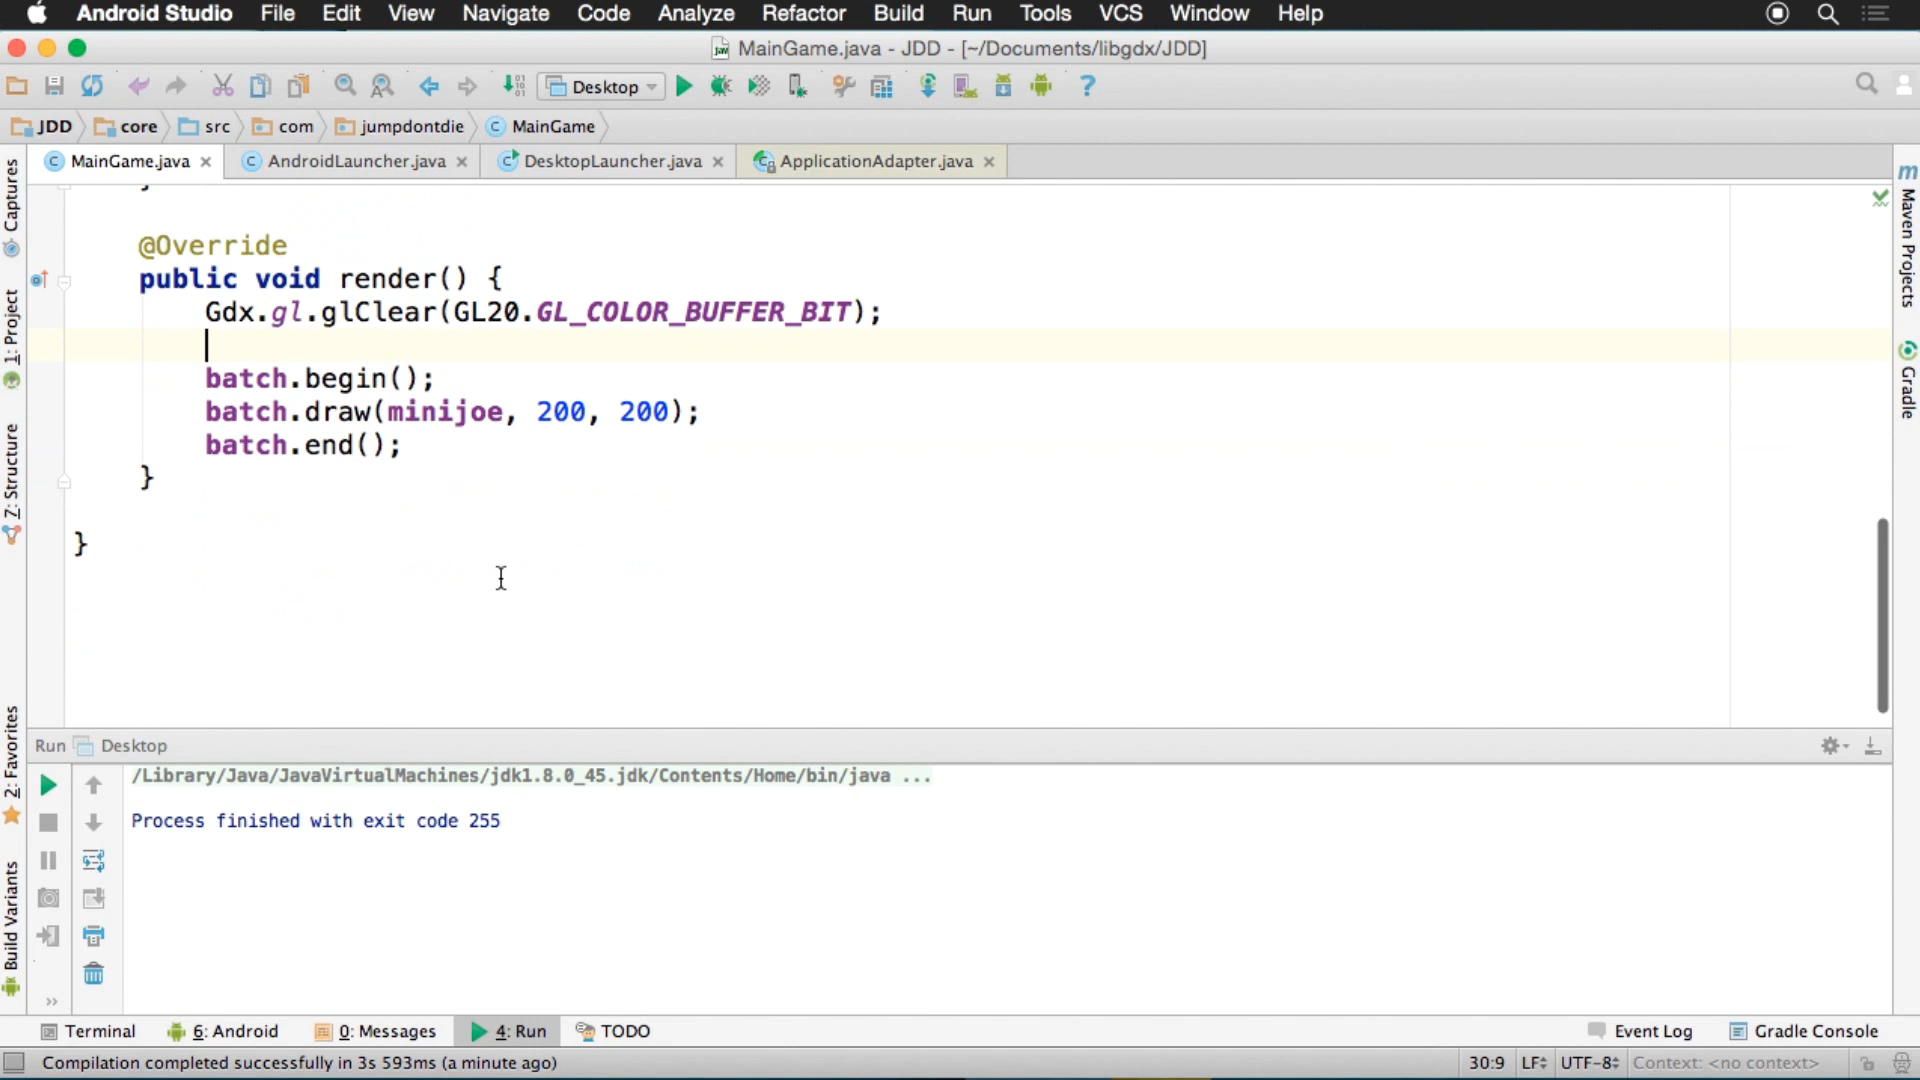 Android Studio File Edit View Navigate Code Analyze Refactor Build Run Tools VCS Window Help
MainGame.java - JDD - [~/Documents/libgdx/JDD]
Desktop
JDD core src com jumpdontdie MainGame
MainGame.java AndroidLauncher.java DesktopLauncher.java ApplicationAdapter.java
Captures
1: Project
7: Structure
2: Favorites
Build Variants
@Override
public void render() {
Gdx.gl.glClear(GL20.GL_COLOR_BUFFER_BIT);
batch.begin();
batch.draw(minijoe, 200, 200);
batch.end();
}
}
Maven Projects
Gradle
Run Desktop
/Library/Java/JavaVirtualMachines/jdk1.8.0_45.jdk/Contents/Home/bin/java ...
Process finished with exit code 255
Terminal 6: Android 0: Messages 4: Run TODO Event Log Gradle Console
Compilation completed successfully in 3s 593ms (a minute ago) 30:9 LF UTF-8 Context: <no context>